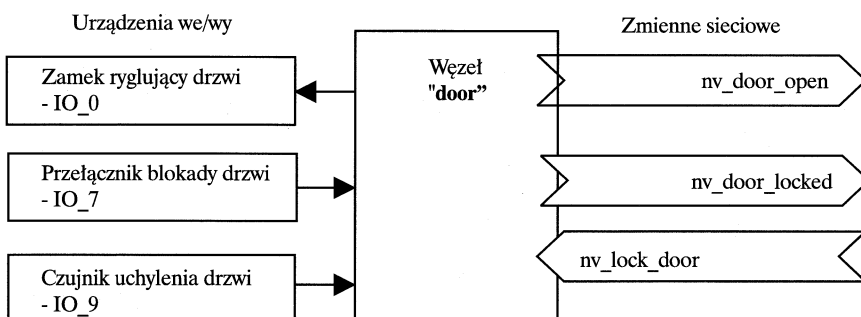 Urządzenia we/wy
Zmienne sieciowe
Zamek ryglujący drzwi
- IO_0
Węzeł
"door”
nv_door_open
Przełącznik blokady drzwi
- IO_7
nv_door_locked
nv_lock_door
Czujnik uchylenia drzwi
- IO_9